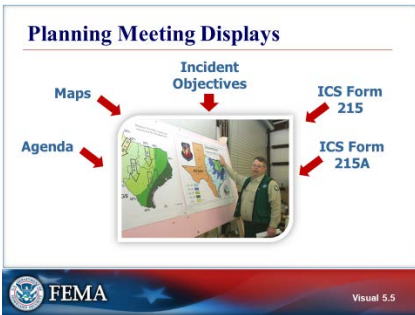 Planning Meeting Displays
Incident
Objectives
Maps
ICS Form
215
Agenda
ICS Form
215A
FEMA
Visual 5.5